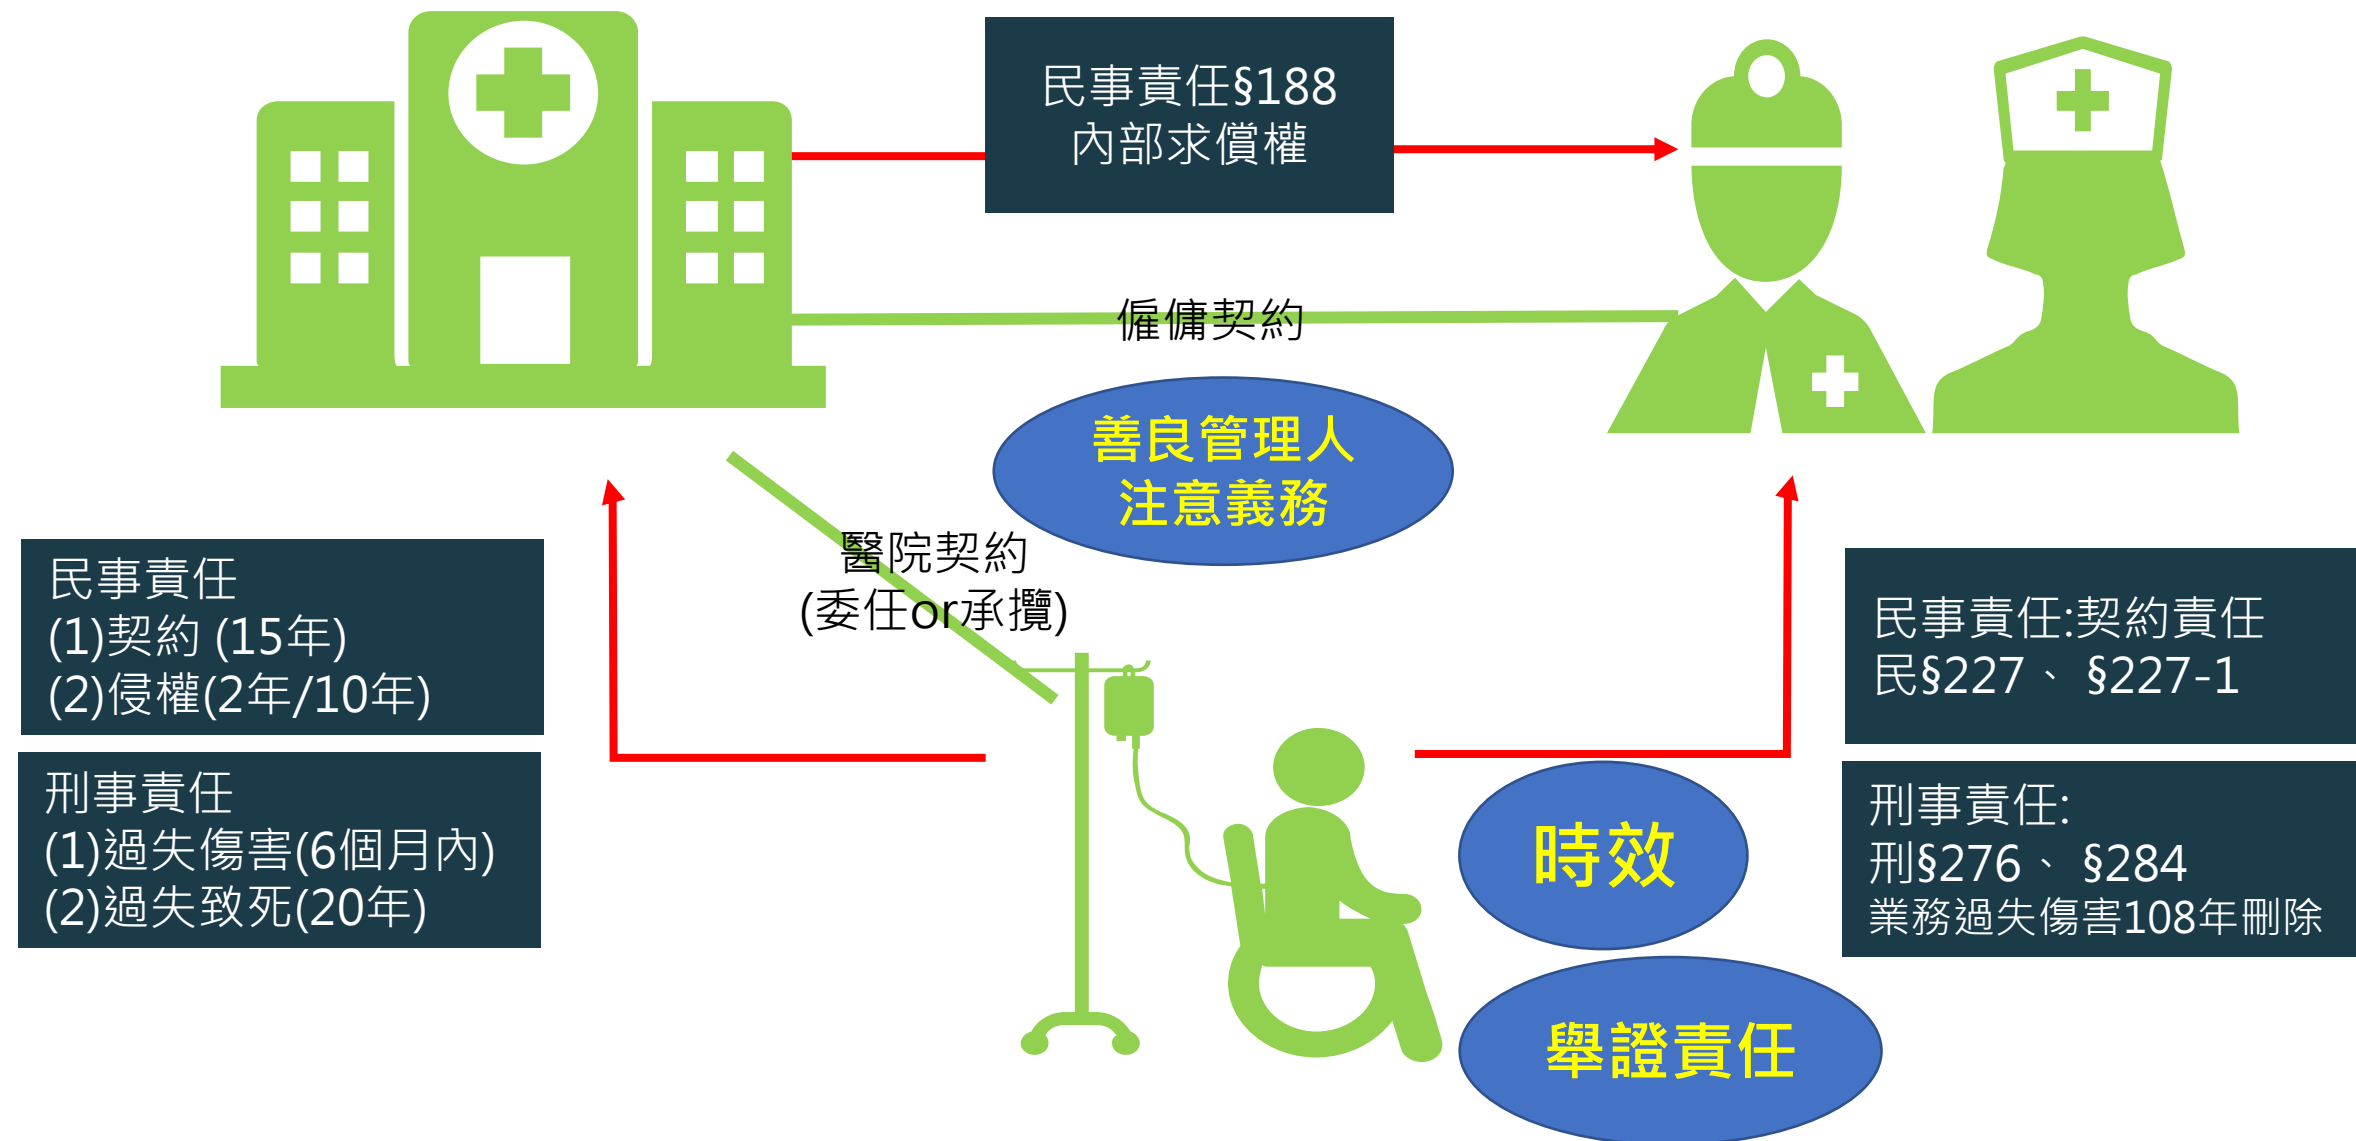 民事責任§188
內部求償權
僱傭契約
善良管理人
注意義務
醫院契約
(委任or承攬)
民事責任
(1)契約 (15年)
(2)侵權(2年/10年)
刑事責任
(1)過失傷害(6個月內)
(2)過失致死(20年)
民事責任:契約責任
民§227、 §227-1
刑事責任:
刑§276、 §284
業務過失傷害108年刪除
時效
舉證責任